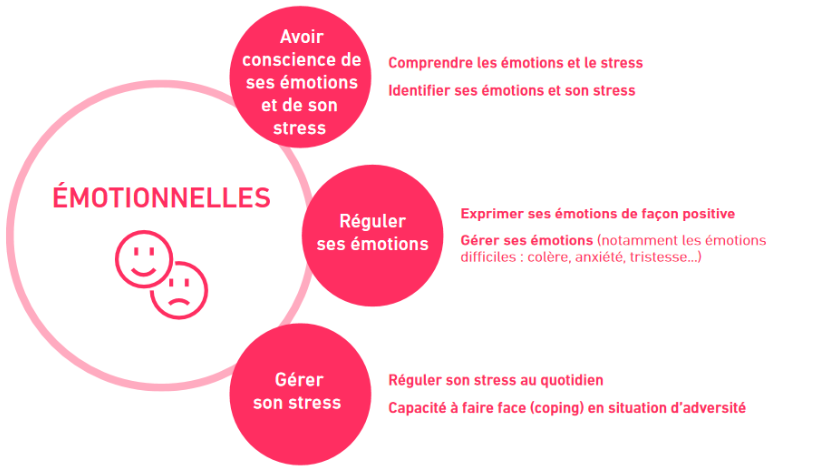 Avoir
conscience de
ses émotions
et de son
stress
Comprendre les émotions et le stress
Identifier ses émotions et son stress
ÉMOTIONNELLES
Réguler
ses émotions
Exprimer ses émotions de façon positive
Gérer ses émotions (notamment les émotions
difficiles : colère, anxiété, tristesse...)
Gérer
son stress
Réguler son stress au quotidien
Capacité à faire face (coping) en situation d'adversité